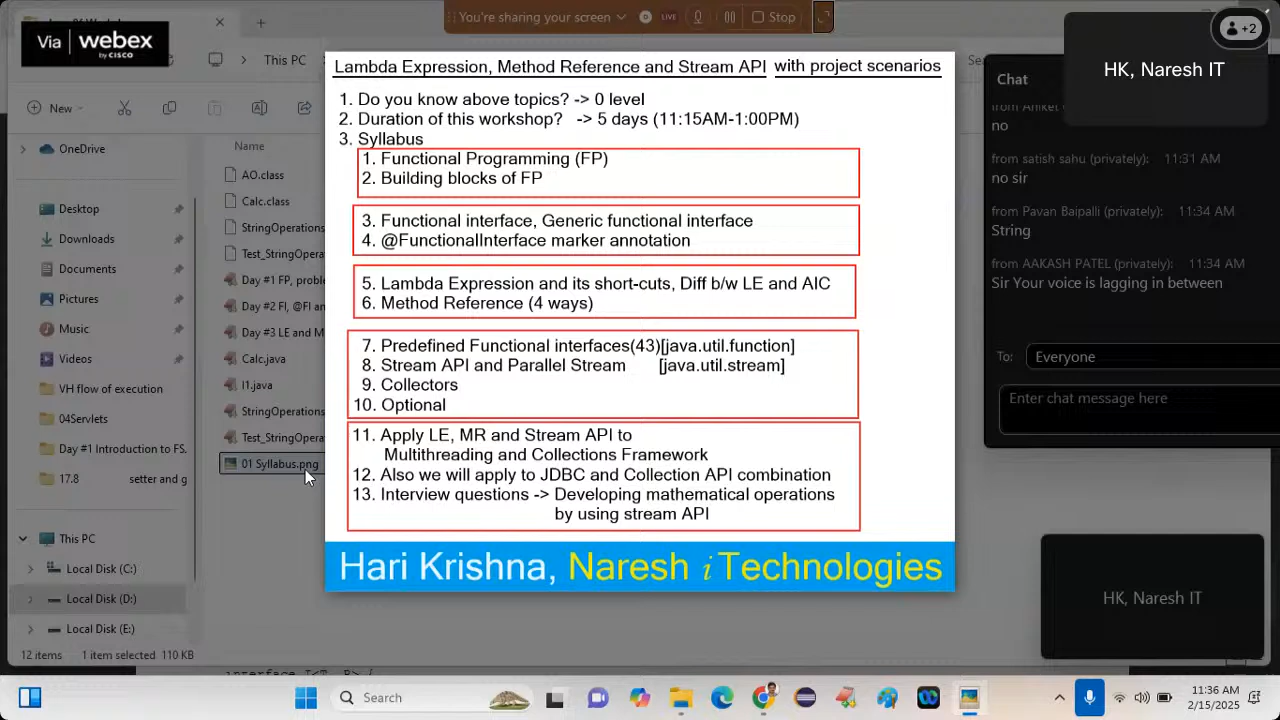 Via webex
by CISCO
You're sharing your screen
LIVE
Stop
+2
HK, Naresh IT
This PC
New
OneDrive
Desktop
Downloads
Documents
Pictures
Music
Videos
VH flow of execution
04Servlets
Day #1 Introduction to FS.
17.8 setter and g
This PC
Local Disk (C:)
Local Disk (D:)
Local Disk (E:)
12 items 1 item selected 110 KB
Name
AO.class
Calc.class
StringOperation
Test_StringOpera
Day #1 FP, proble
Day #2 FI, @FI an
Day #3 LE and M
Calc.java
I1.java
StringOperation
Test_StringOpera
01 Syllabus.png
Lambda Expression, Method Reference and Stream API with project scenarios
1. Do you know above topics? -> 0 level
2. Duration of this workshop? -> 5 days (11:15AM-1:00PM)
3. Syllabus
1. Functional Programming (FP)
2. Building blocks of FP
3. Functional interface, Generic functional interface
4. @FunctionalInterface marker annotation
5. Lambda Expression and its short-cuts, Diff b/w LE and AIC
6. Method Reference (4 ways)
7. Predefined Functional interfaces(43)[java.util.function]
8. Stream API and Parallel Stream [java.util.stream]
9. Collectors
10. Optional
11. Apply LE, MR and Stream API to
Multithreading and Collections Framework
12. Also we will apply to JDBC and Collection API combination
13. Interview questions -> Developing mathematical operations
by using stream API
Hari Krishna, Naresh i Technologies
Chat
from Aniket
no
from satish sahu (privately): 11:31 AM
no sir
from Pavan Baipalli (privately): 11:34 AM
String
from AAKASH PATEL (privately): 11:34 AM
Sir Your voice is lagging in between
To: Everyone
Enter chat message here
HK, Naresh IT
Search
11:36 AM
2/15/2025